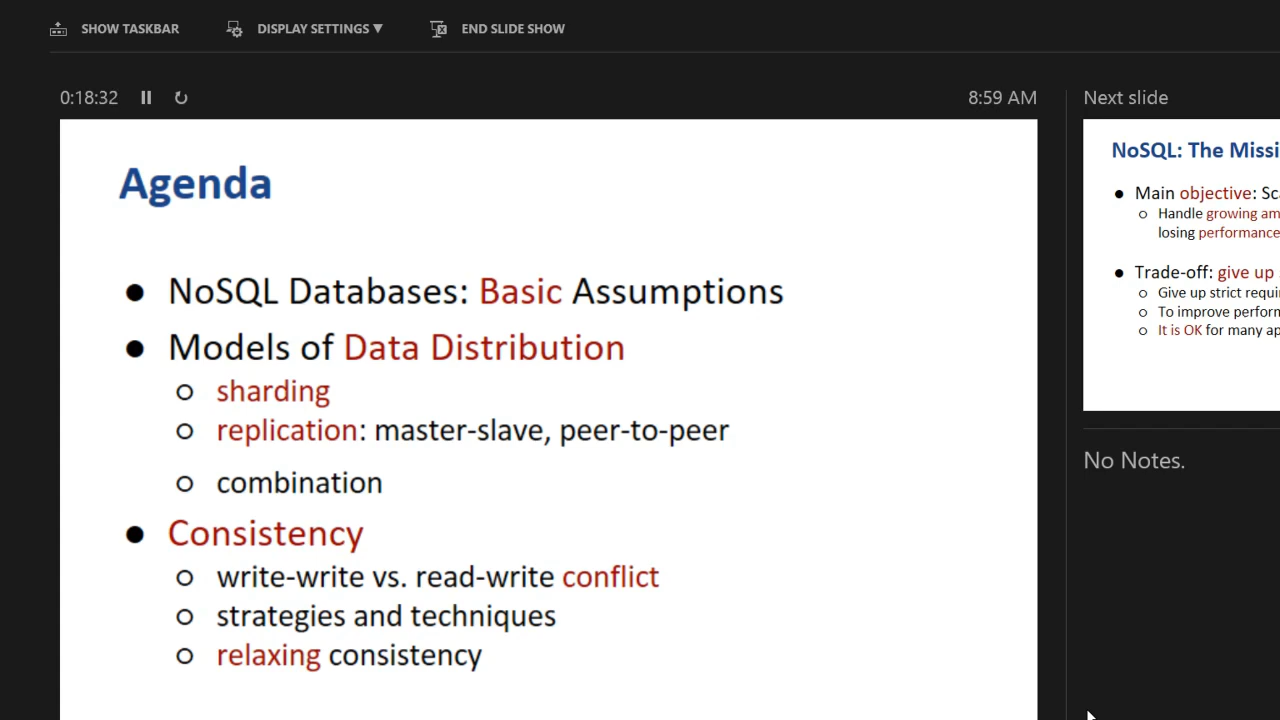 SHOW TASKBAR
DISPLAY SETTINGS ▼
END SLIDE SHOW
0:18:32
8:59 AM
Agenda
● NoSQL Databases: Basic Assumptions
● Models of Data Distribution
○ sharding
○ replication: master-slave, peer-to-peer
○ combination
● Consistency
○ write-write vs. read-write conflict
○ strategies and techniques
○ relaxing consistency
Next slide
NoSQL: The Missi
● Main objective: Sc
○ Handle growing am
losing performance
● Trade-off: give up
○ Give up strict requi
○ To improve perform
○ It is OK for many ap
No Notes.